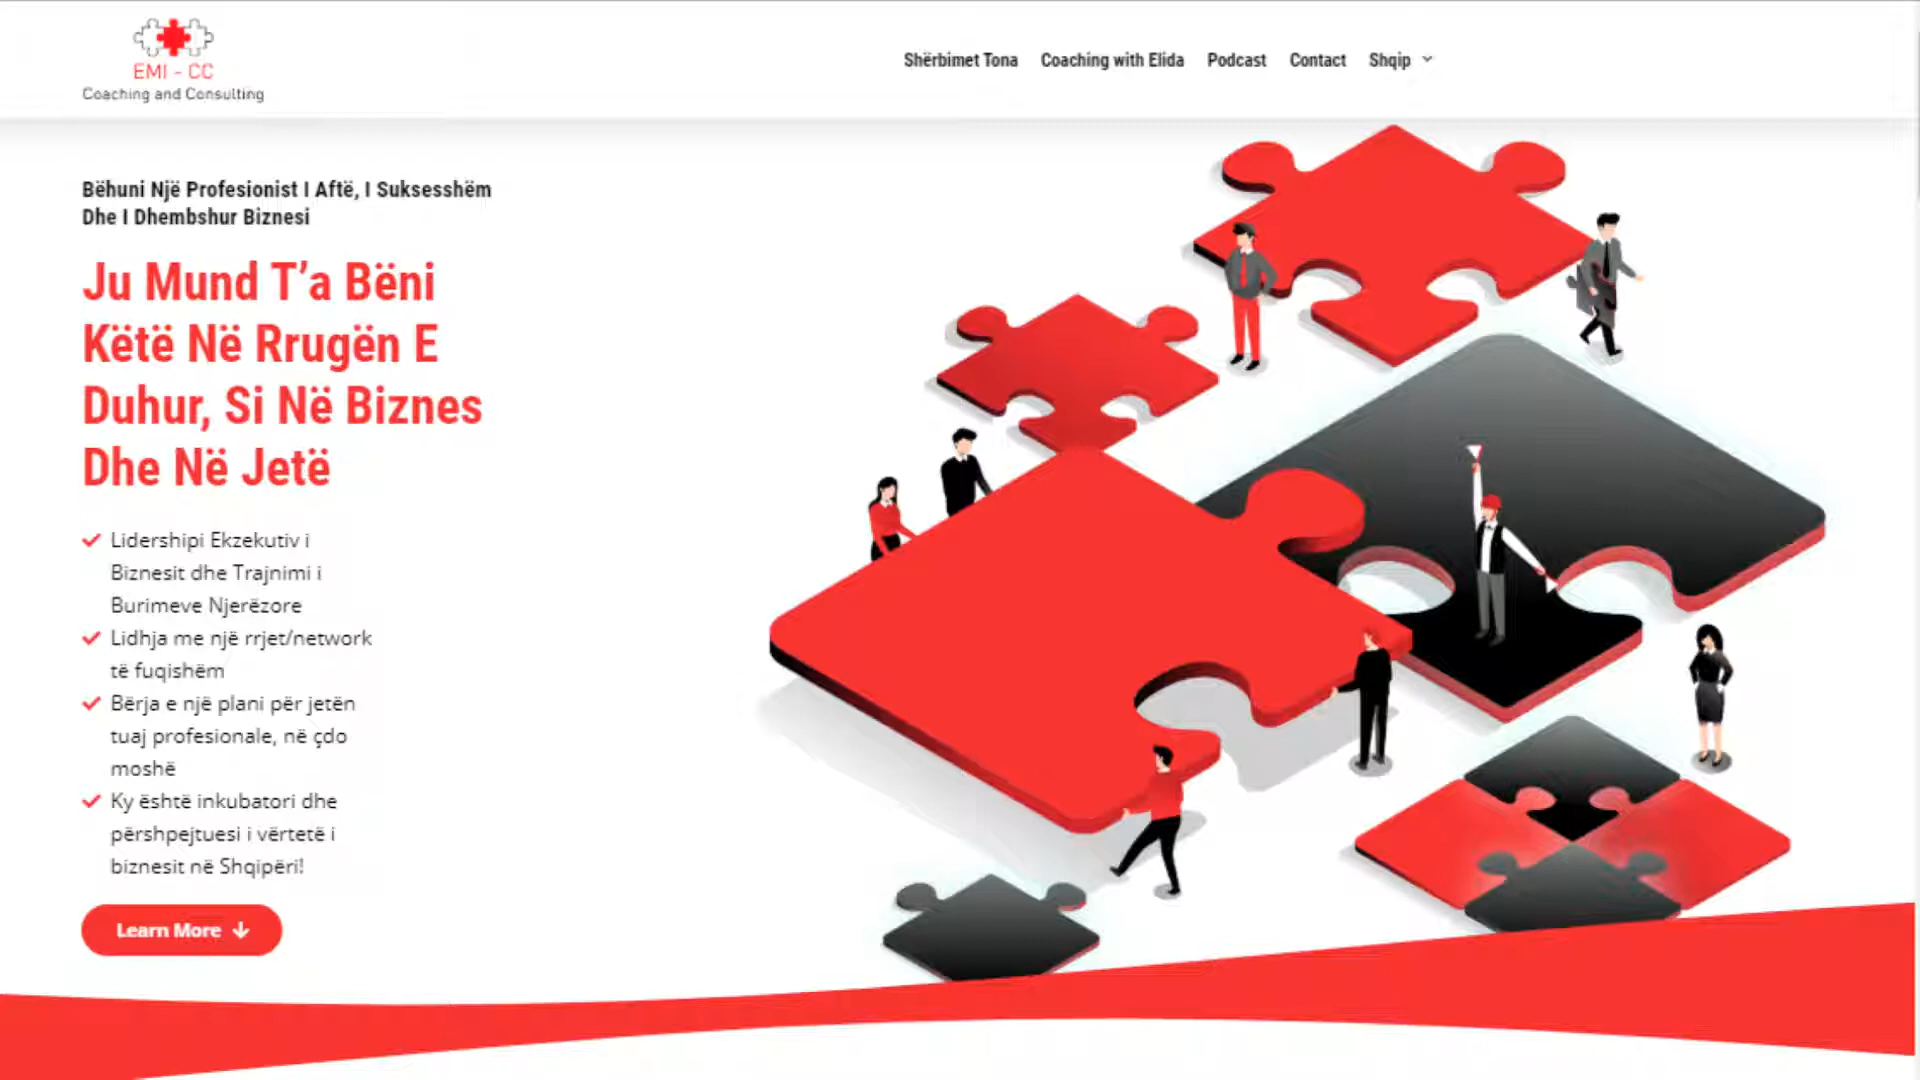 EMI - CC
Coaching and Consulting
Shërbimet Tona
Coaching with Elida
Podcast
Contact
Shqip
Bëhuni Një Profesionist I Aftë, I Suksesshëm
Dhe I Dhembshur Biznesi
Ju Mund T’a Bëni
Këtë Në Rrugën E
Duhur, Si Në Biznes
Dhe Në Jetë
Lidershipi Ekzekutiv i
Biznesit dhe Trajnimi i
Burimeve Njerëzore
Lidhja me një rrjet/network
të fuqishëm
Bërja e një plani për jetën
tuaj profesionale, në çdo
moshë
Ky është inkubatori dhe
përshpejtuesi i vërtetë i
biznesit në Shqipëri!
Learn More